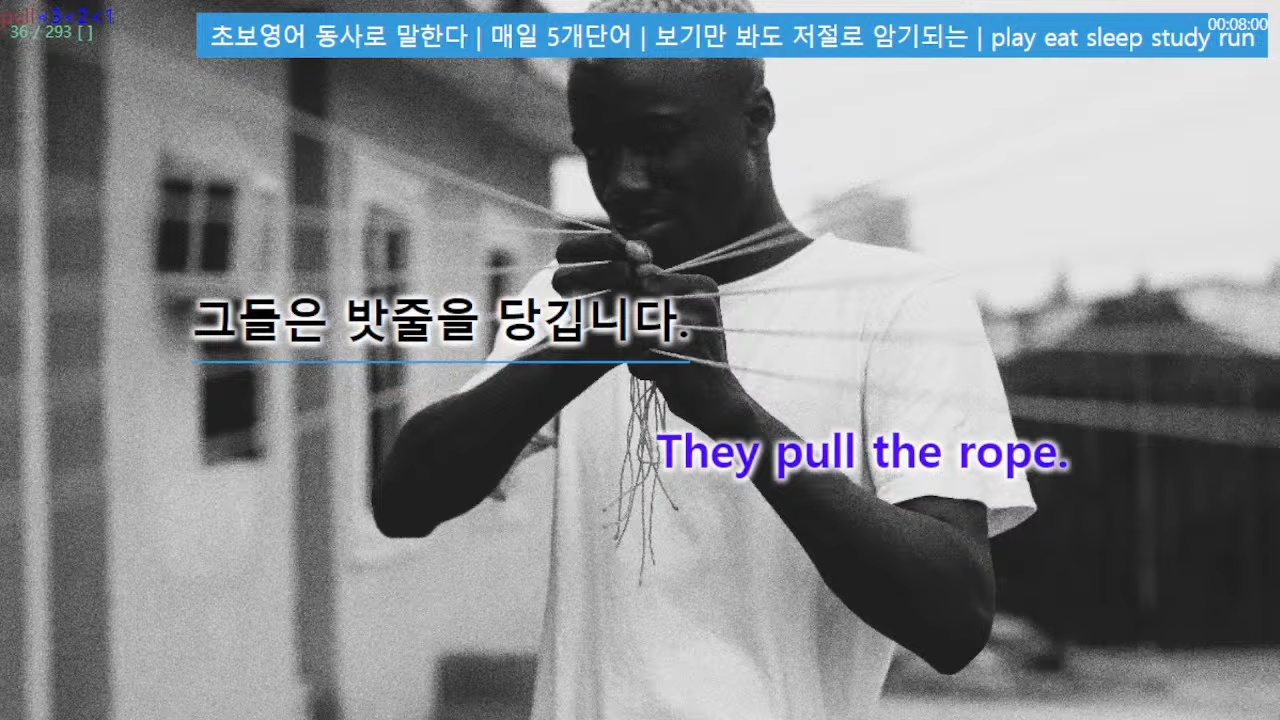 pull<3<2<1
36 / 293 [ ]
초보영어 동사로 말한다 | 매일 5개단어 | 보기만 봐도 저절로 암기되는 | play eat sleep study run
00:08:00
그들은 밧줄을 당깁니다.
They pull the rope.